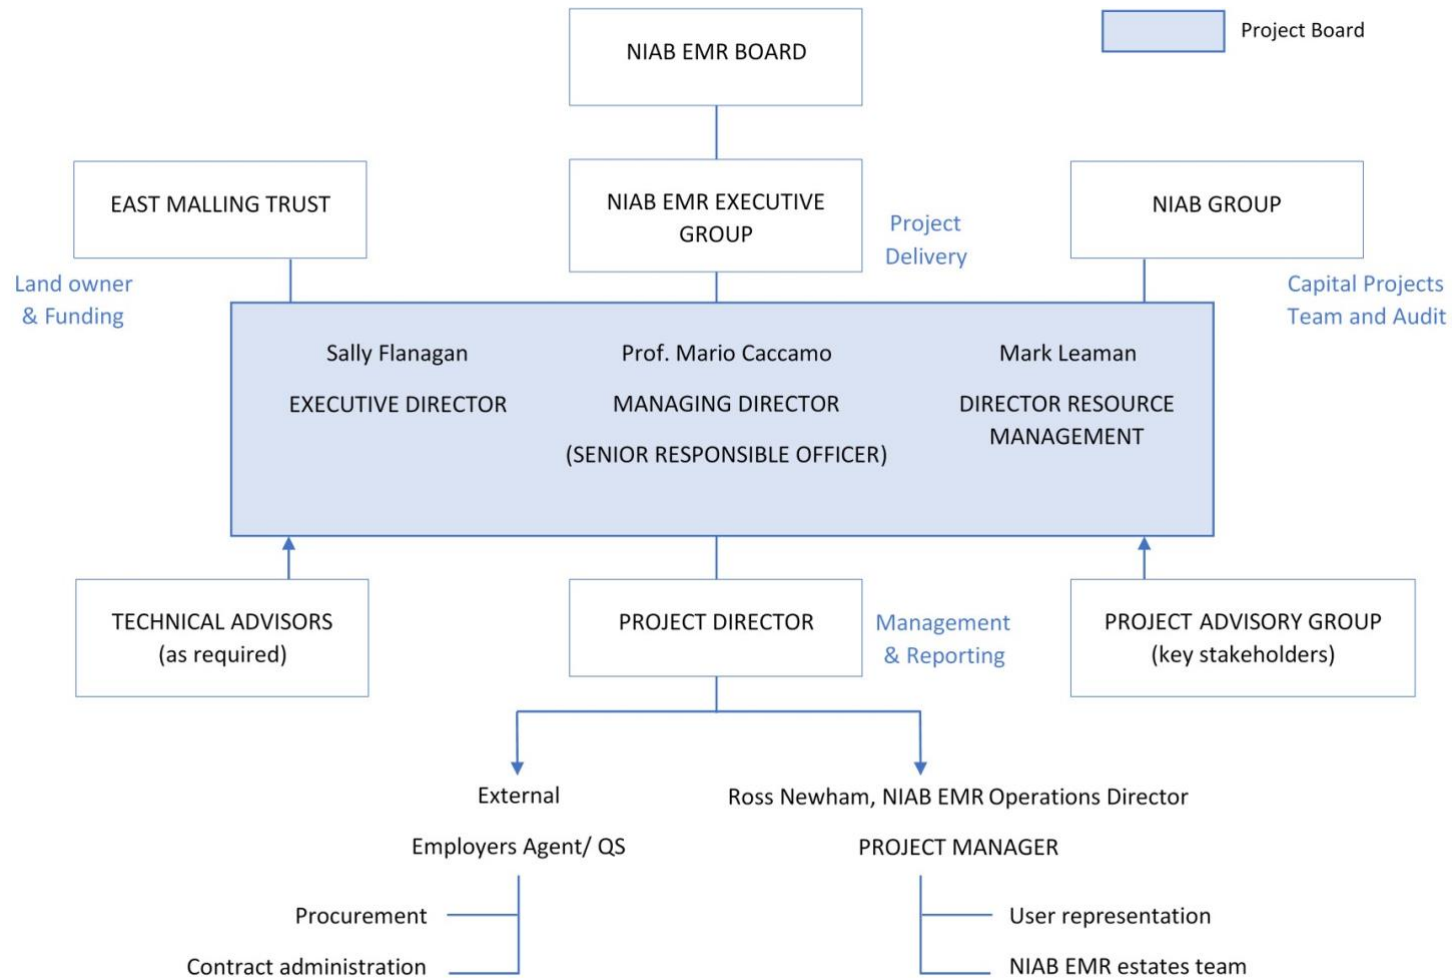 NIAB EMR BOARD
Project Board
EAST MALLING TRUST
NIAB EMR EXECUTIVE
GROUP
Project
Delivery
NIAB GROUP
Land owner
& Funding
Capital Projects
Team and Audit
Sally Flanagan
EXECUTIVE DIRECTOR
Prof. Mario Caccamo
MANAGING DIRECTOR
(SENIOR RESPONSIBLE OFFICER)
Mark Leaman
DIRECTOR RESOURCE
MANAGEMENT
TECHNICAL ADVISORS
(as required)
PROJECT DIRECTOR
Management
& Reporting
PROJECT ADVISORY GROUP
(key stakeholders)
External
Employers Agent/ QS
Procurement
Contract administration
Ross Newham, NIAB EMR Operations Director
PROJECT MANAGER
User representation
NIAB EMR estates team